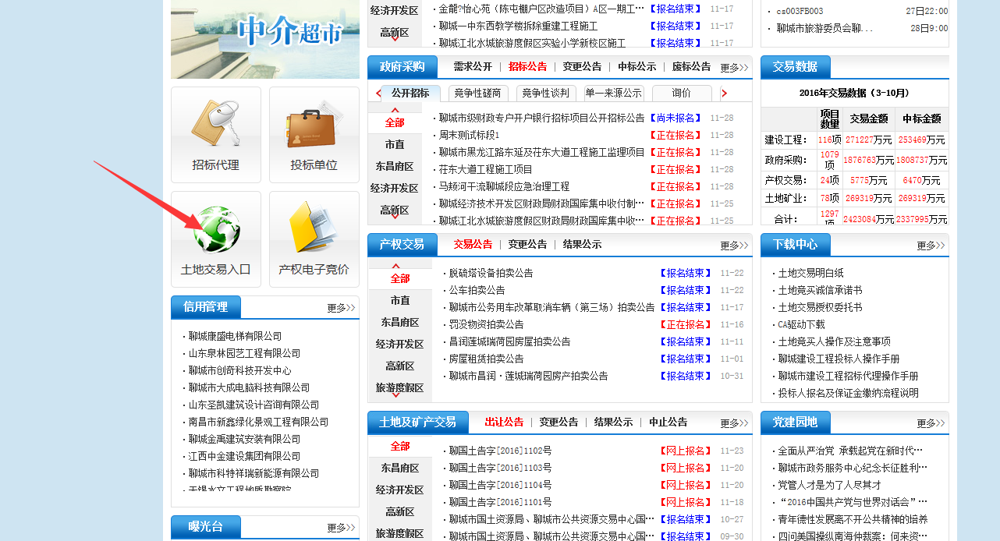 中介超市
招标代理
投标单位
土地交易入口
产权电子竞价
信用管理 更多>>
· 聊城康盛电梯有限公司
· 山东泉林园艺工程有限公司
· 聊城市创奇科技开发中心
· 聊城市大成电脑科技有限公司
· 山东圣凯建筑设计咨询有限公司
· 南昌市新鑫绿化景观工程有限公司
· 聊城金禹建筑安装有限公司
· 江西中金建设集团有限公司
· 聊城市科特祥瑞新能源有限公司
曝光台 更多>>
经济开发区
高新区
· 金龍?怡心苑（陈屯棚户区改造项目）A区一期工… 【报名结束】 11-17
· 聊城一中东西教学楼拆除重建工程施工 【报名结束】 11-17
· 聊城江北水城旅游度假区实验小学新校区施工 【报名结束】 11-17
政府采购 需求公开 | 招标公告 | 变更公告 | 中标公示 | 废标公告 更多>>
公开招标 竞争性磋商 竞争性谈判 单一来源公示 询价
全部
市直
东昌府区
经济开发区
高新区
· 聊城市级财政专户开户银行招标项目公开招标公告 【尚未报名】 11-28
· 周末测试标段1 【正在报名】 11-28
· 聊城市黑龙江路东延及茌东大道工程施工监理项目 【正在报名】 11-28
· 茌东大道工程施工项目 【正在报名】 11-28
· 马颊河干流聊城段应急治理工程 【正在报名】 11-28
· 聊城经济技术开发区财政局财政国库集中收付制… 【正在报名】 11-25
· 聊城江北水城旅游度假区财政局财政国库集中收… 【正在报名】 11-25
产权交易 交易公告 | 变更公告 | 结果公示 更多>>
全部
市直
东昌府区
经济开发区
高新区
旅游度假区
· 脱硫塔设备拍卖公告 【报名结束】 11-22
· 公车拍卖公告 【报名结束】 11-22
· 聊城市公务用车改革取消车辆（第三场）拍卖公告 【报名结束】 11-17
· 罚没物资拍卖公告 【正在报名】 11-16
· 昌润莲城瑞荷园房屋拍卖公告 【报名结束】 11-11
· 房屋租赁拍卖公告 【报名结束】 11-01
· 聊城市昌润·莲城瑞荷园房产拍卖公告 【报名结束】 10-31
土地及矿产交易 出让公告 | 变更公告 | 结果公示 | 中止公告 更多>>
全部
东昌府区
经济开发区
高新区
旅游度假区
· 聊国土告字[2016]1102号 【网上报名】 11-23
· 聊国土告字[2016]1103号 【网上报名】 11-20
· 聊国土告字[2016]1104号 【网上报名】 11-20
· 聊国土告字[2016]1101号 【网上报名】 11-18
· 聊城市国土资源局、聊城市公共资源交易中心国… 【报名结束】 10-27
· 聊城市国土资源局、聊城市公共资源交易中心国… 【报名结束】 09-30
· cs003FB003 27日22:00
· 聊城市旅游委员会聊... 28日9:00
交易数据
2016年交易数据（3-10月）
项目数量 交易金额 中标金额
建设工程： 116项 271227万元 253469万元
政府采购： 1079项 1876763万元 1808737万元
产权交易： 24项 5775万元 6470万元
土地矿业： 78项 269319万元 269319万元
合计： 1297项 2423084万元 2337995万元
下载中心 更多>>
· 土地交易明白纸
· 土地竞买诚信承诺书
· 土地交易授权委托书
· CA驱动下载
· 土地竞买人操作及注意事项
· 聊城建设工程投标人操作手册
· 聊城市建设工程招标代理操作手册
· 投标人报名及保证金缴纳流程说明
党建园地 更多>>
· 全面从严治党 承载起党在新时代…
· 聊城市政务服务中心纪念长征胜利…
· 党管人才是为了人尽其才
· “2016中国共产党与世界对话会”…
· 青年德性发展离不开公共精神的培养
· 四问美国操纵南海仲裁案：何来资…